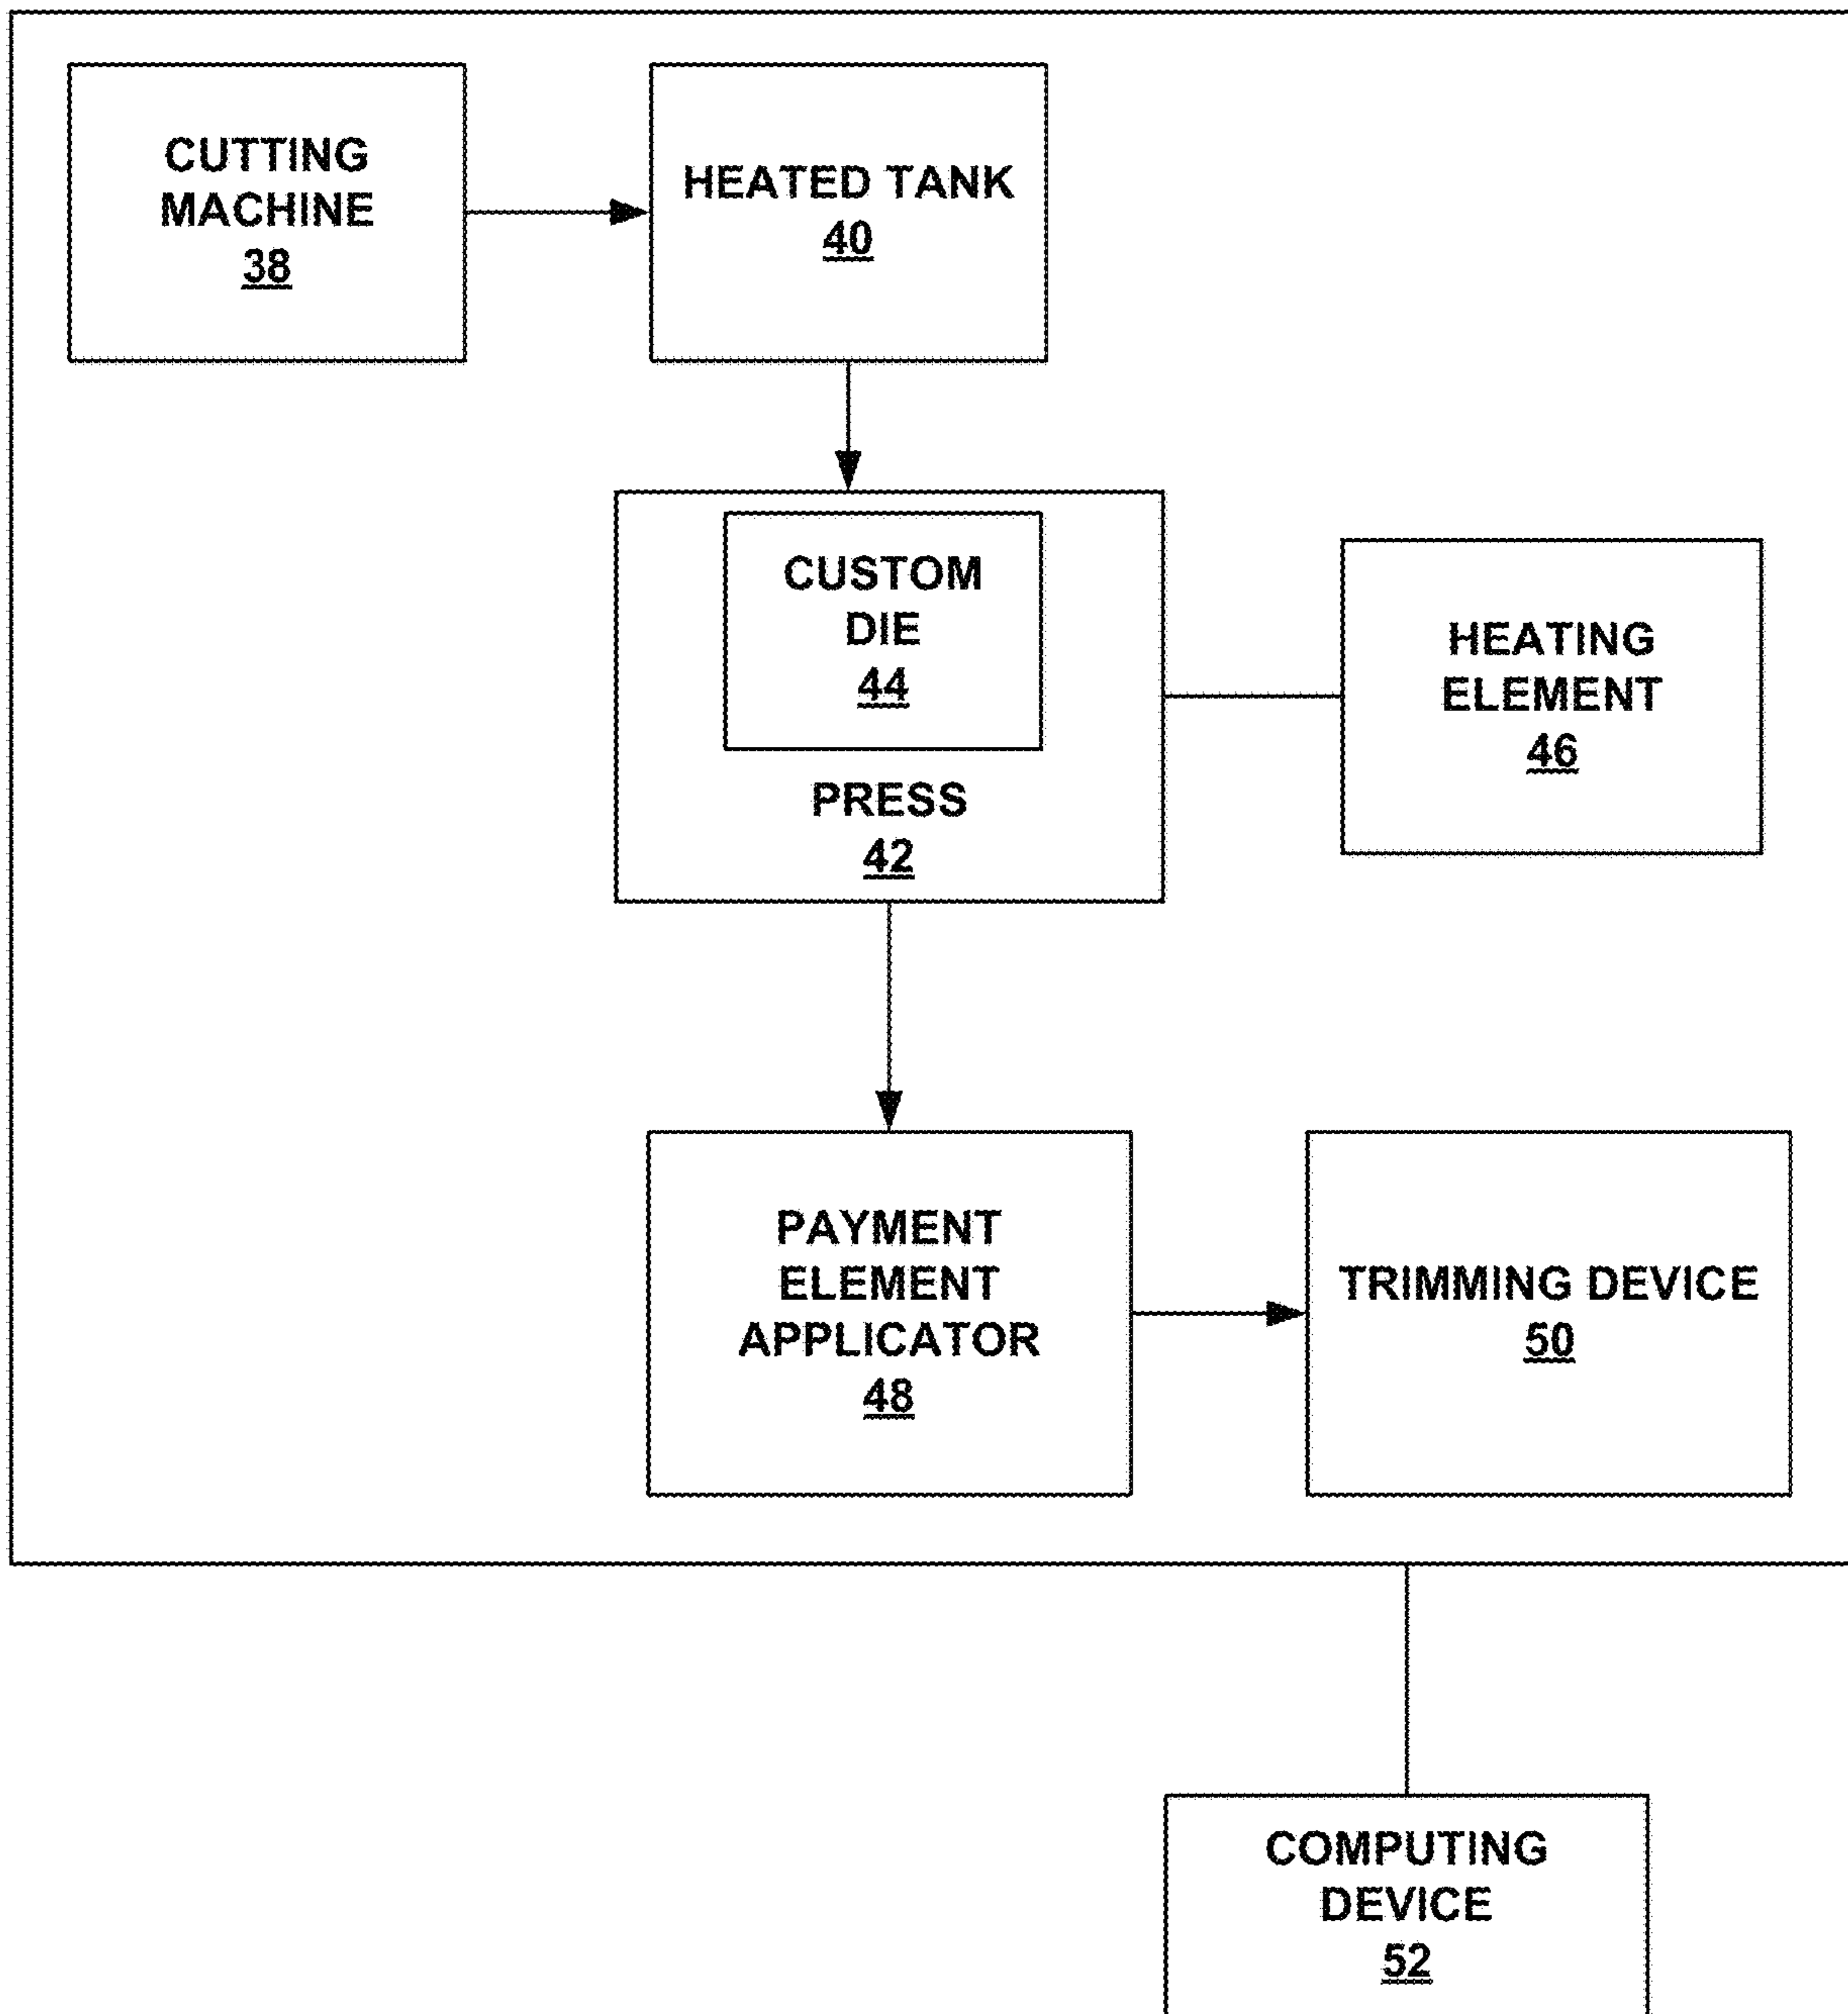 CUTTING
MACHINE
38
HEATED TANK
40
CUSTOM
DIE
44
PRESS
42
HEATING
ELEMENT
46
PAYMENT
ELEMENT
APPLICATOR
48
TRIMMING DEVICE
50
COMPUTING
DEVICE
52